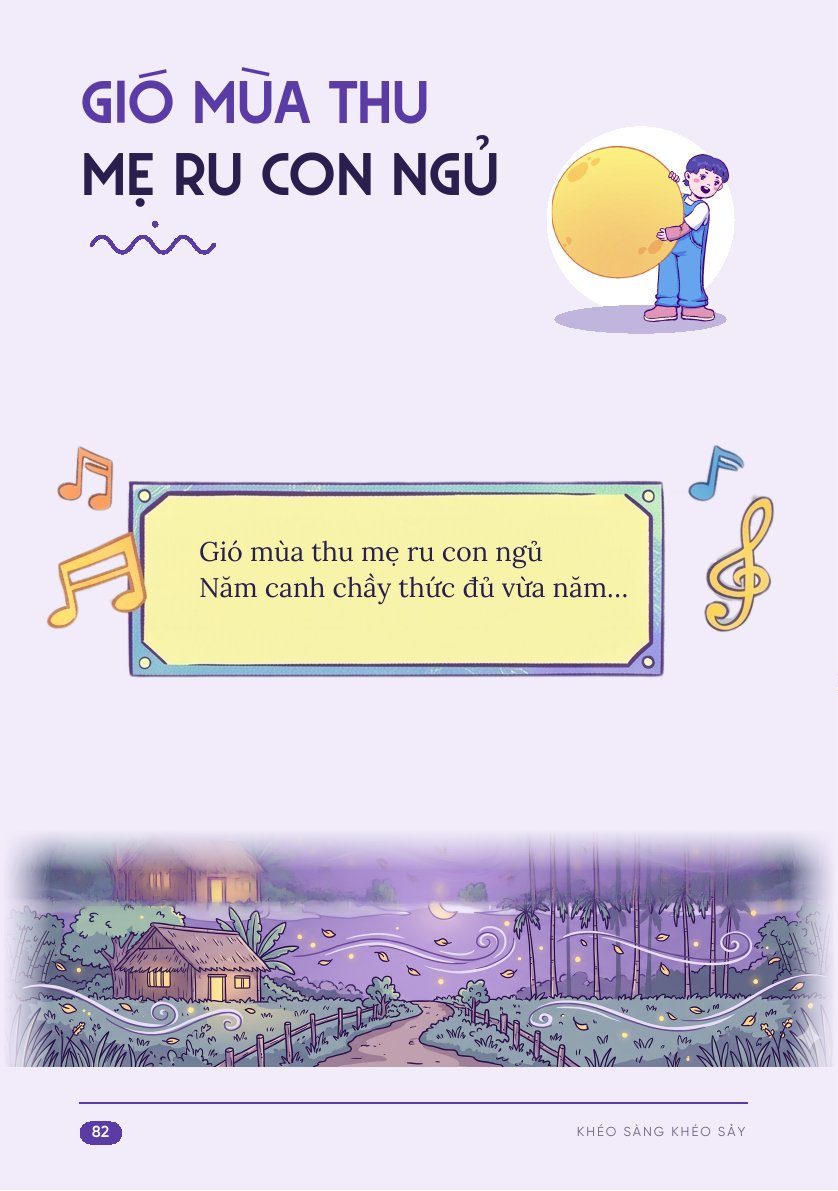 GIÓ MÙA THU
MẸ RU CON NGỦ
Gió mùa thu mẹ ru con ngủ
Năm canh chầy thức đủ vừa năm...
82
KHÉO SÀNG KHÉO SẢY